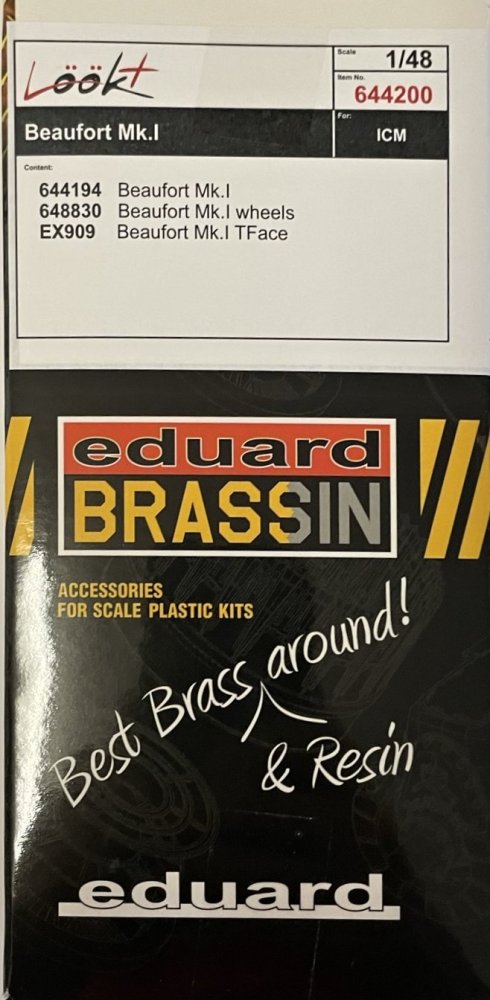 Löök+
Scale
1/48
Item No.
644200
Beaufort Mk.I
For:
ICM
Content:
644194 Beaufort Mk.I
648830 Beaufort Mk.I wheels
EX909 Beaufort Mk.I TFace
eduard
BRASSIN
ACCESSORIES
FOR SCALE PLASTIC KITS
Best Brass around!
& Resin
eduard